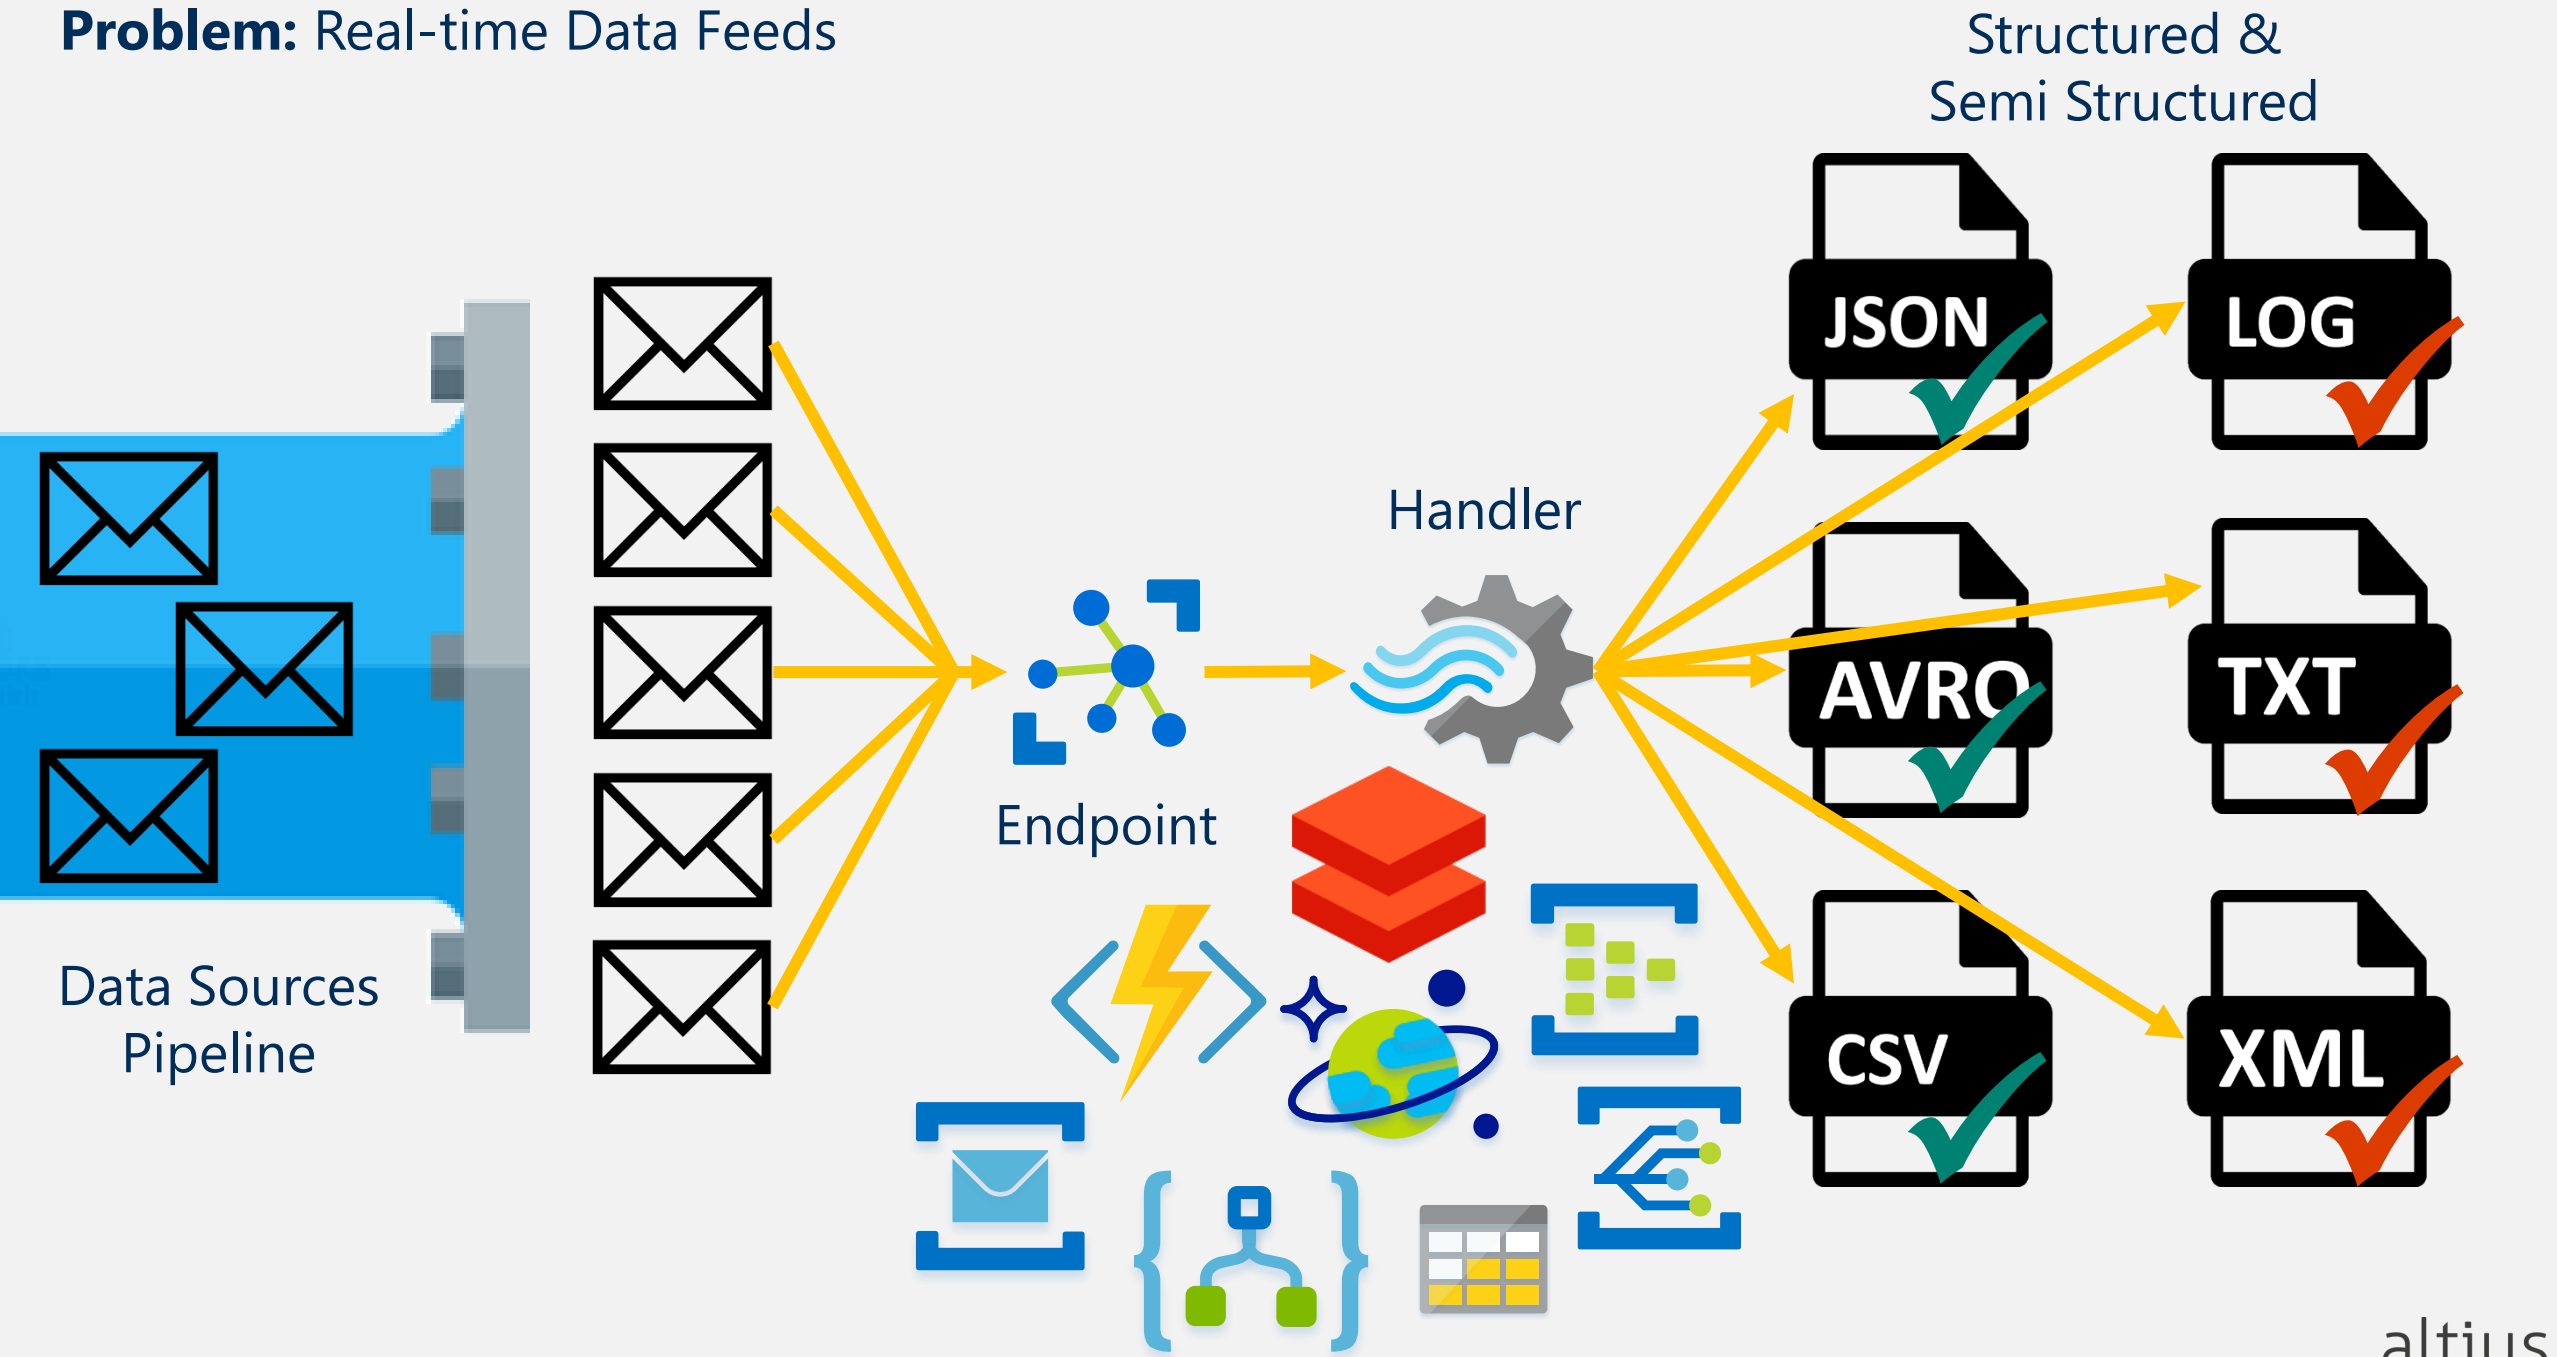 Problem: Real-time Data Feeds
Structured &
Semi Structured
JSON
LOG
Handler
AVRO
TXT
Endpoint
Data Sources
Pipeline
CSV
XML
altius